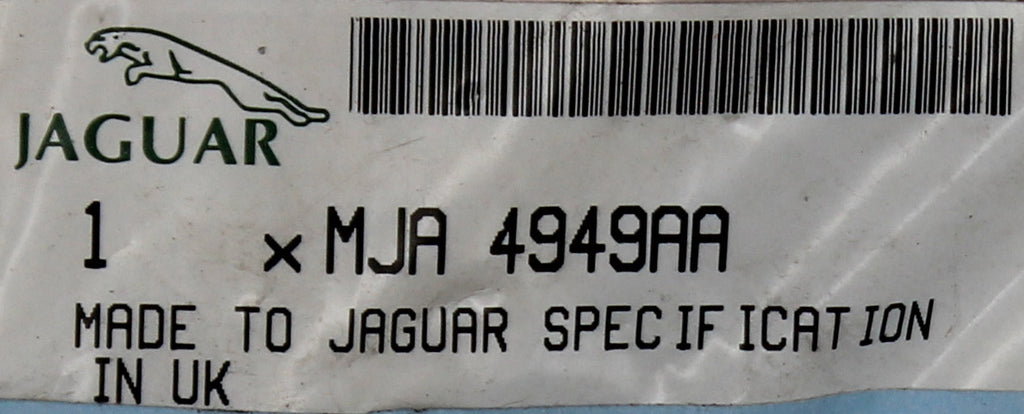 JAGUAR
1 x MJA 4949AA
MADE TO JAGUAR SPECIFICATION
IN UK